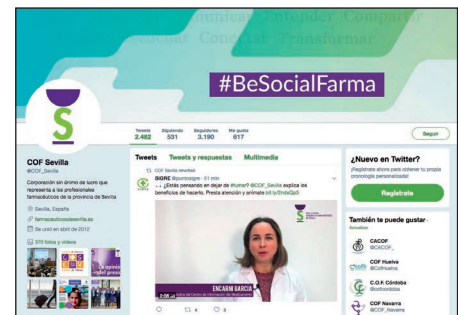 Comunicar Entender Compartir
Escuchar Conectar Transformar
#BeSocialFarma
Tweets
2.482
Siguiendo
531
Seguidores
3.190
Me gusta
617
Seguir
COF Sevilla
@COF_Sevilla
Corporación sin ánimo de lucro que
representa a los profesionales
farmacéuticos de la provincia de Sevilla
Sevilla, España
farmaceuticosdesevilla.es
Se unió en abril de 2012
370 fotos y vídeos
Tweets
Tweets y respuestas
Multimedia
COF Sevilla retwitteó
SIGRE @puntosigre · 51 min
¿Estás pensando en dejar de #fumar? @COF_Sevilla explica los
beneficios de hacerlo. Presta atención y anímate
ENCARNI GARCÍA
¿Nuevo en Twitter?
¡Regístrate ahora para obtener tu propia
cronología personalizada!
Regístrate
También te puede gustar ·
Actualizar
CACOF
@CACOF_
COF Huelva
@CofHuelva
C.O.F. Córdoba
@cofcordoba
COF Navarra
@COF_Navarra